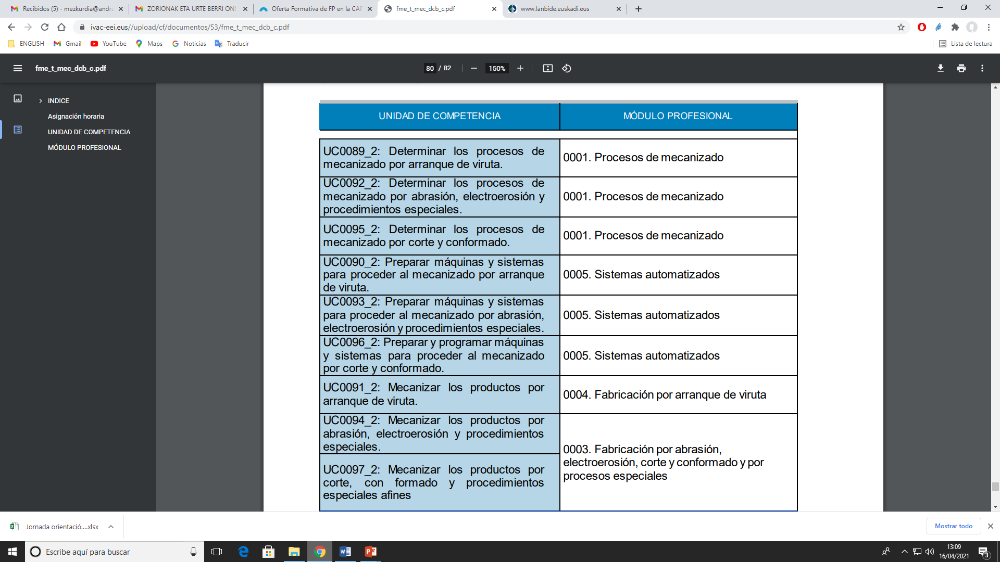 Recibidos (5) - mezkurdia@andra
ZORIONAK ETA URTE BERRI ON!
Oferta Formativa de FP en la CAP
fme_t_mec_dcb_c.pdf
www.lanbide.euskadi.eus
ivac-eei.eus//upload/cf/documentos/53/fme_t_mec_dcb_c.pdf
ENGLISH
Gmail
YouTube
Maps
Noticias
Traducir
Lista de lectura
fme_t_mec_dcb_c.pdf
80 / 82
150%
INDICE
Asignación horaria
UNIDAD DE COMPETENCIA
MÓDULO PROFESIONAL
UNIDAD DE COMPETENCIA
MÓDULO PROFESIONAL
UC0089_2: Determinar los procesos de
mecanizado por arranque de viruta.
0001. Procesos de mecanizado
UC0092_2: Determinar los procesos de
mecanizado por abrasión, electroerosión y
procedimientos especiales.
0001. Procesos de mecanizado
UC0095_2: Determinar los procesos de
mecanizado por corte y conformado.
0001. Procesos de mecanizado
UC0090_2: Preparar máquinas y sistemas
para proceder al mecanizado por arranque
de viruta.
0005. Sistemas automatizados
UC0093_2: Preparar máquinas y sistemas
para proceder al mecanizado por abrasión,
electroerosión y procedimientos especiales.
0005. Sistemas automatizados
UC0096_2: Preparar y programar máquinas
y sistemas para proceder al mecanizado
por corte y conformado.
0005. Sistemas automatizados
UC0091_2: Mecanizar los productos por
arranque de viruta.
0004. Fabricación por arranque de viruta
UC0094_2: Mecanizar los productos por
abrasión, electroerosión y procedimientos
especiales.
UC0097_2: Mecanizar los productos por
corte, con formado y procedimientos
especiales afines
0003. Fabricación por abrasión,
electroerosión, corte y conformado y por
procesos especiales
Jornada orientació....xlsx
Mostrar todo
Escribe aquí para buscar
13:09
16/04/2021
3